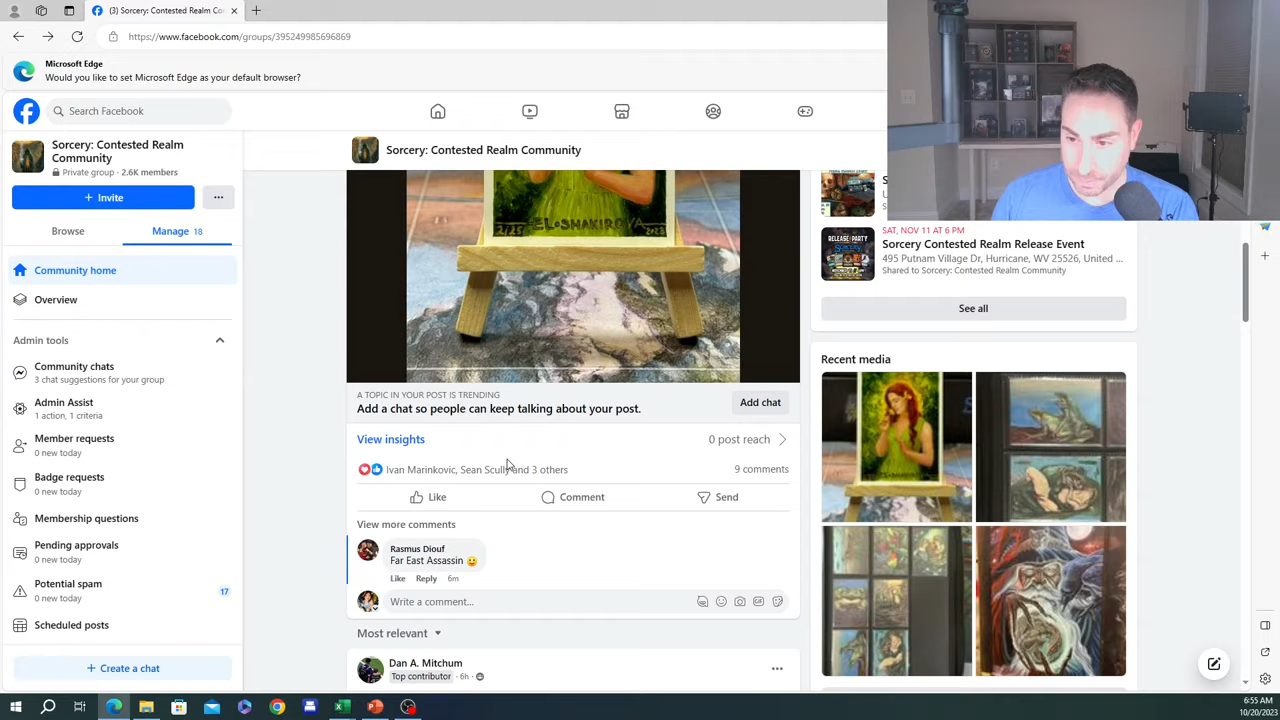 (3) Sorcery: Contested Realm Co
https://www.facebook.com/groups/395249985696869
Microsoft Edge
Would you like to set Microsoft Edge as your default browser?
Search Facebook
Sorcery: Contested Realm
Community
Private group · 2.6K members
+ Invite
...
Browse
Manage 18
Community home
Overview
Admin tools
Community chats
3 chat suggestions for your group
Admin Assist
1 action, 1 criteria
Member requests
0 new today
Badge requests
0 new today
Membership questions
Pending approvals
0 new today
Potential spam
0 new today
17
Scheduled posts
+ Create a chat
Sorcery: Contested Realm Community
EL·SHAKIROVA
A TOPIC IN YOUR POST IS TRENDING
Add a chat so people can keep talking about your post.
Add chat
View insights
0 post reach
Ivan Marinkovic, Sean Scully and 3 others
9 comments
Like
Comment
Send
View more comments
Rasmus Diouf
Far East Assassin
Like Reply 6m
Write a comment...
Most relevant
Dan A. Mitchum
Top contributor · 6h ·
SAT, NOV 11 AT 6 PM
Sorcery Contested Realm Release Event
495 Putnam Village Dr, Hurricane, WV 25526, United ...
Shared to Sorcery: Contested Realm Community
RELEASE PARTY
See all
Recent media
6:55 AM
10/20/2023